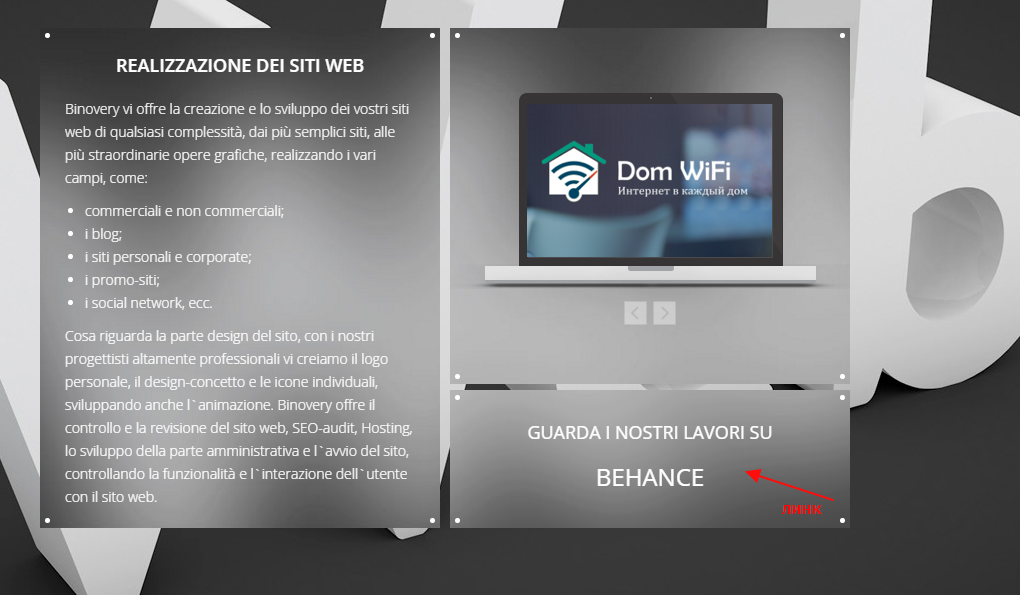 REALIZZAZIONE DEI SITI WEB
Binovery vi offre la creazione e lo sviluppo dei vostri siti
web di qualsiasi complessità, dai più semplici siti, alle
più straordinarie opere grafiche, realizzando i vari
campi, come:
commerciali e non commerciali;
i blog;
i siti personali e corporate;
i promo-siti;
i social network, ecc.
Cosa riguarda la parte design del sito, con i nostri
progettisti altamente professionali vi creiamo il logo
personale, il design-concetto e le icone individuali,
sviluppando anche l`animazione. Binovery offre il
controllo e la revisione del sito web, SEO-audit, Hosting,
lo sviluppo della parte amministrativa e l`avvio del sito,
controllando la funzionalità e l`interazione dell`utente
con il sito web.
Dom WiFi
Интернет в каждый дом
GUARDA I NOSTRI LAVORI SU
BEHANCE